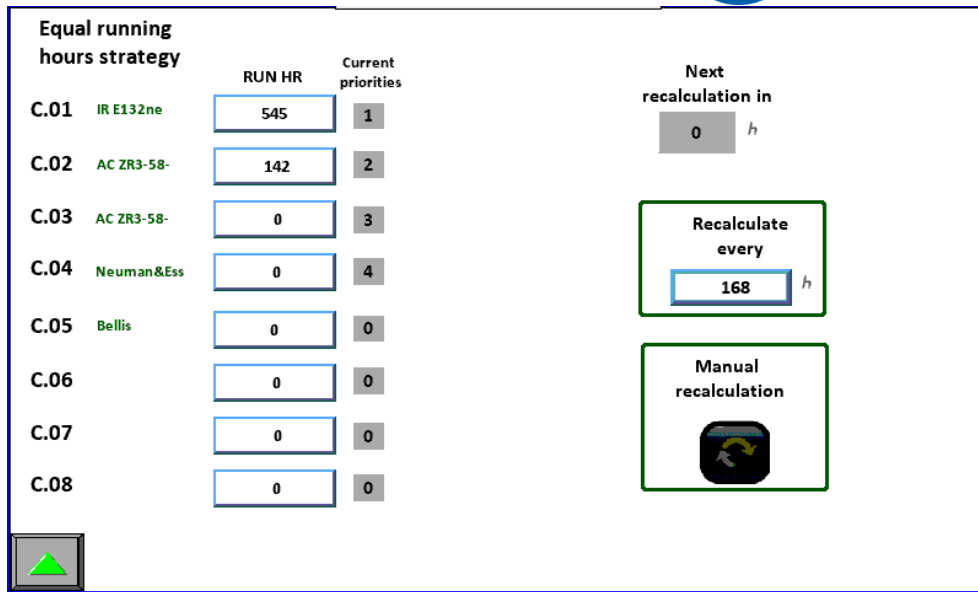 Equal running
hours strategy
RUN HR
Current
priorities
C.01 IR E132ne 545 1
C.02 AC ZR3-58- 142 2
C.03 AC ZR3-58- 0 3
C.04 Neuman&Ess 0 4
C.05 Bellis 0 0
C.06 0 0
C.07 0 0
C.08 0 0
Next
recalculation in
0 h
Recalculate
every
168 h
Manual
recalculation